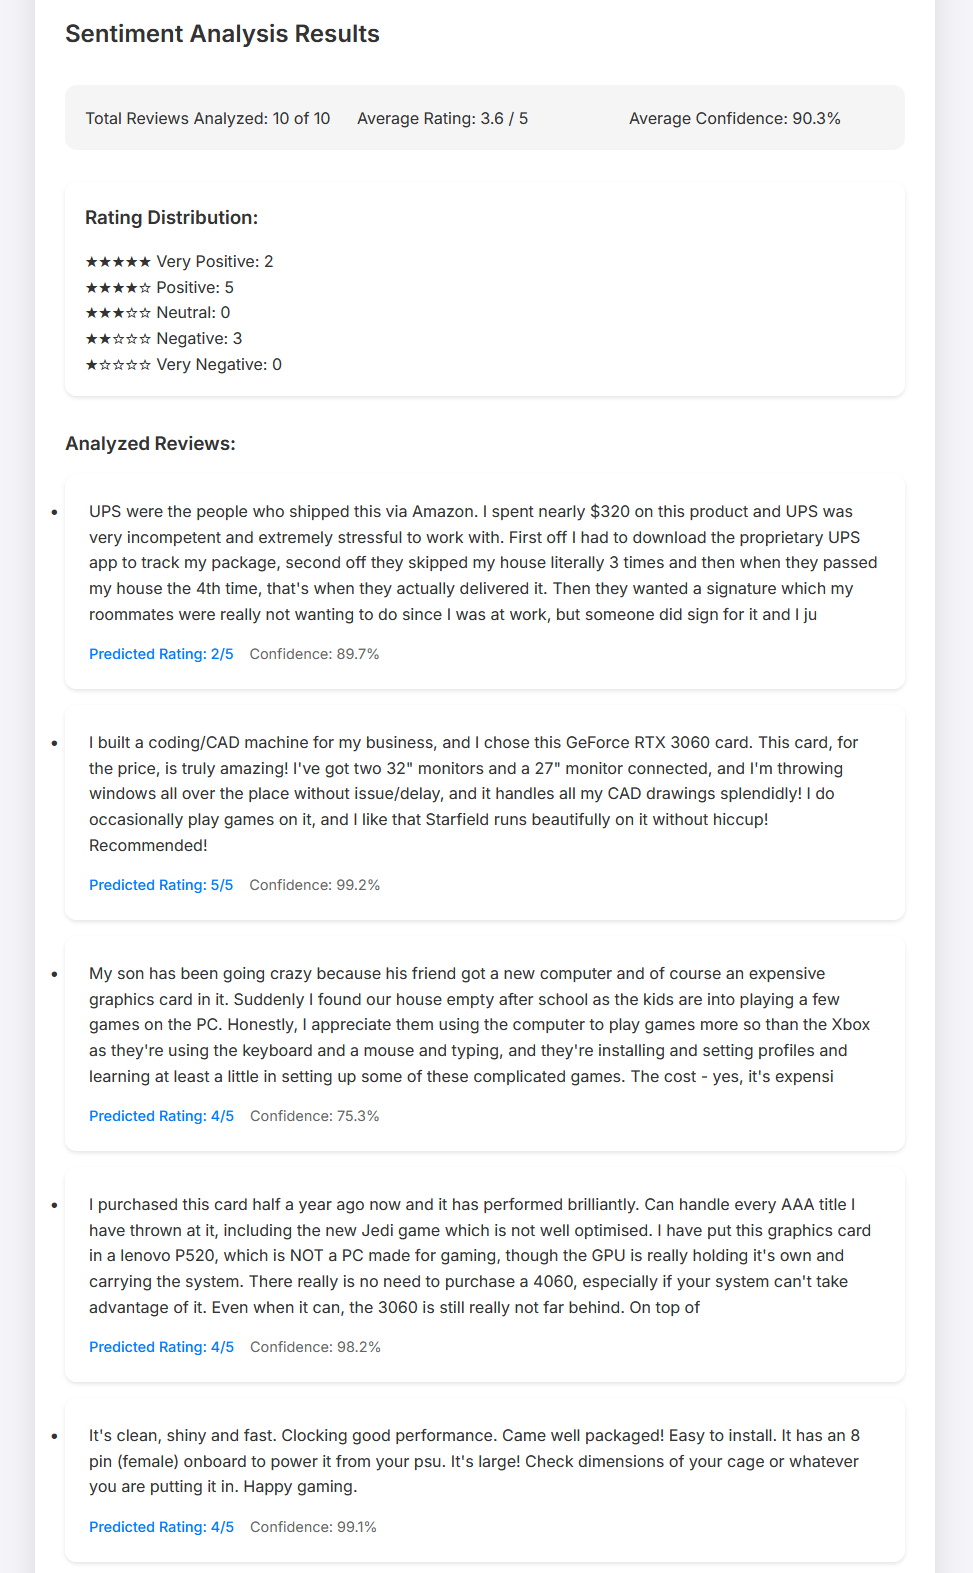 Sentiment Analysis Results
Total Reviews Analyzed: 10 of 10 Average Rating: 3.6 / 5 Average Confidence: 90.3%
Rating Distribution:
★★★★★ Very Positive: 2
★★★★☆ Positive: 5
★★★☆☆ Neutral: 0
★★☆☆☆ Negative: 3
★☆☆☆☆ Very Negative: 0
Analyzed Reviews:
• UPS were the people who shipped this via Amazon. I spent nearly $320 on this product and UPS was
very incompetent and extremely stressful to work with. First off I had to download the proprietary UPS
app to track my package, second off they skipped my house literally 3 times and then when they passed
my house the 4th time, that's when they actually delivered it. Then they wanted a signature which my
roommates were really not wanting to do since I was at work, but someone did sign for it and I ju
Predicted Rating: 2/5 Confidence: 89.7%
• I built a coding/CAD machine for my business, and I chose this GeForce RTX 3060 card. This card, for
the price, is truly amazing! I've got two 32" monitors and a 27" monitor connected, and I'm throwing
windows all over the place without issue/delay, and it handles all my CAD drawings splendidly! I do
occasionally play games on it, and I like that Starfield runs beautifully on it without hiccup!
Recommended!
Predicted Rating: 5/5 Confidence: 99.2%
• My son has been going crazy because his friend got a new computer and of course an expensive
graphics card in it. Suddenly I found our house empty after school as the kids are into playing a few
games on the PC. Honestly, I appreciate them using the computer to play games more so than the Xbox
as they're using the keyboard and a mouse and typing, and they're installing and setting profiles and
learning at least a little in setting up some of these complicated games. The cost - yes, it's expensi
Predicted Rating: 4/5 Confidence: 75.3%
• I purchased this card half a year ago now and it has performed brilliantly. Can handle every AAA title I
have thrown at it, including the new Jedi game which is not well optimised. I have put this graphics card
in a lenovo P520, which is NOT a PC made for gaming, though the GPU is really holding it's own and
carrying the system. There really is no need to purchase a 4060, especially if your system can't take
advantage of it. Even when it can, the 3060 is still really not far behind. On top of
Predicted Rating: 4/5 Confidence: 98.2%
• It's clean, shiny and fast. Clocking good performance. Came well packaged! Easy to install. It has an 8
pin (female) onboard to power it from your psu. It's large! Check dimensions of your cage or whatever
you are putting it in. Happy gaming.
Predicted Rating: 4/5 Confidence: 99.1%